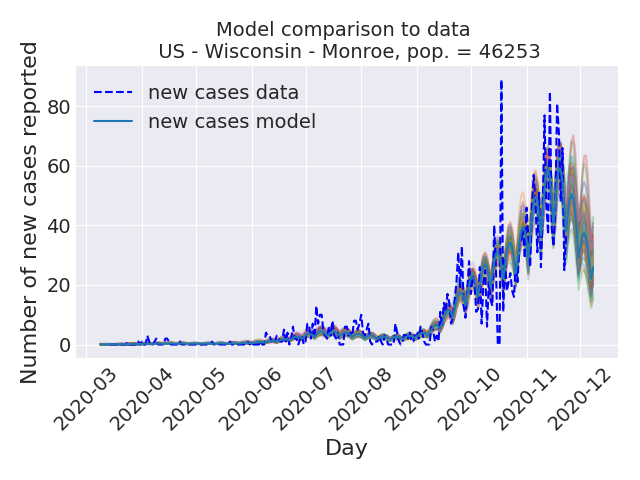 Model comparison to data
US - Wisconsin - Monroe, pop. = 46253
Number of new cases reported
80
60
40
20
0
new cases data
new cases model
2020-03
2020-04
2020-05
2020-06
2020-07
2020-08
2020-09
2020-10
2020-11
2020-12
Day